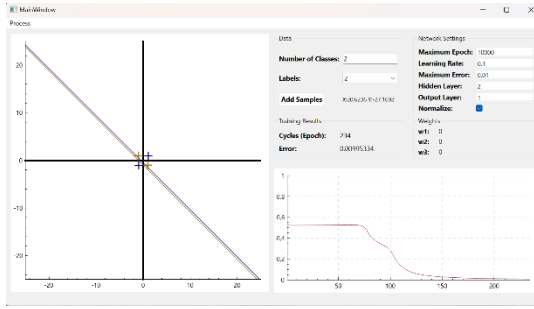 MainWindow
Process
Data
Number of Classes: 2
Labels: 2
Add Samples
Training Results
Cycles (Epoch): 234
Error: 0.00995334
Network Settings
Maximum Epoch: 10000
Learning Rate: 0.1
Maximum Error: 0.01
Hidden Layer: 2
Output Layer: 1
Normalize:
Weights
w1: 0
w2: 0
w3: 0
20
10
0
-10
-20
-20 -10 0 10 20
1
0,8
0,6
0,4
0,2
0
50 100 150 200